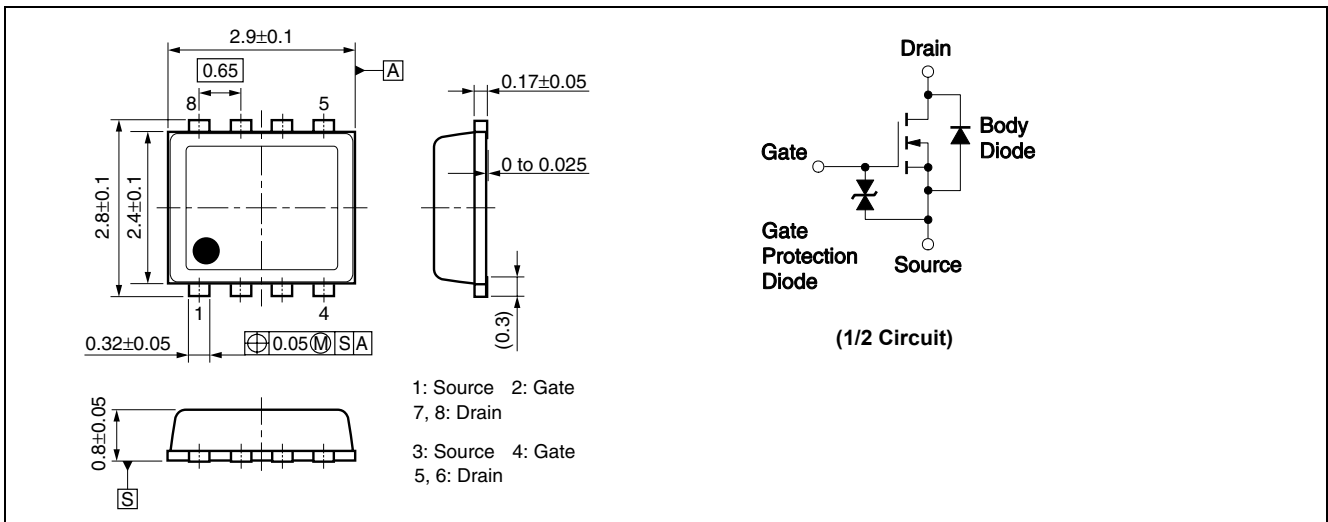 2.9±0.1
0.65
A
8
5
2.8±0.1
2.4±0.1
1
4
0.32±0.05
0.05 Ⓜ S A
0.17±0.05
0 to 0.025
(0.3)
0.8±0.05
S
1: Source 2: Gate
7, 8: Drain
3: Source 4: Gate
5, 6: Drain
Drain
Body
Diode
Gate
Gate
Protection
Diode
Source
(1/2 Circuit)